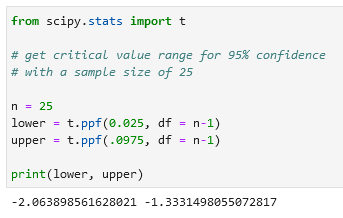 from scipy.stats import t
# get critical value range for 95% confidence
# with a sample size of 25
n = 25
lower = t.ppf(0.025, df = n-1)
upper = t.ppf(.0975, df = n-1)
print(lower, upper)
-2.063898561628021 -1.3331498055072817